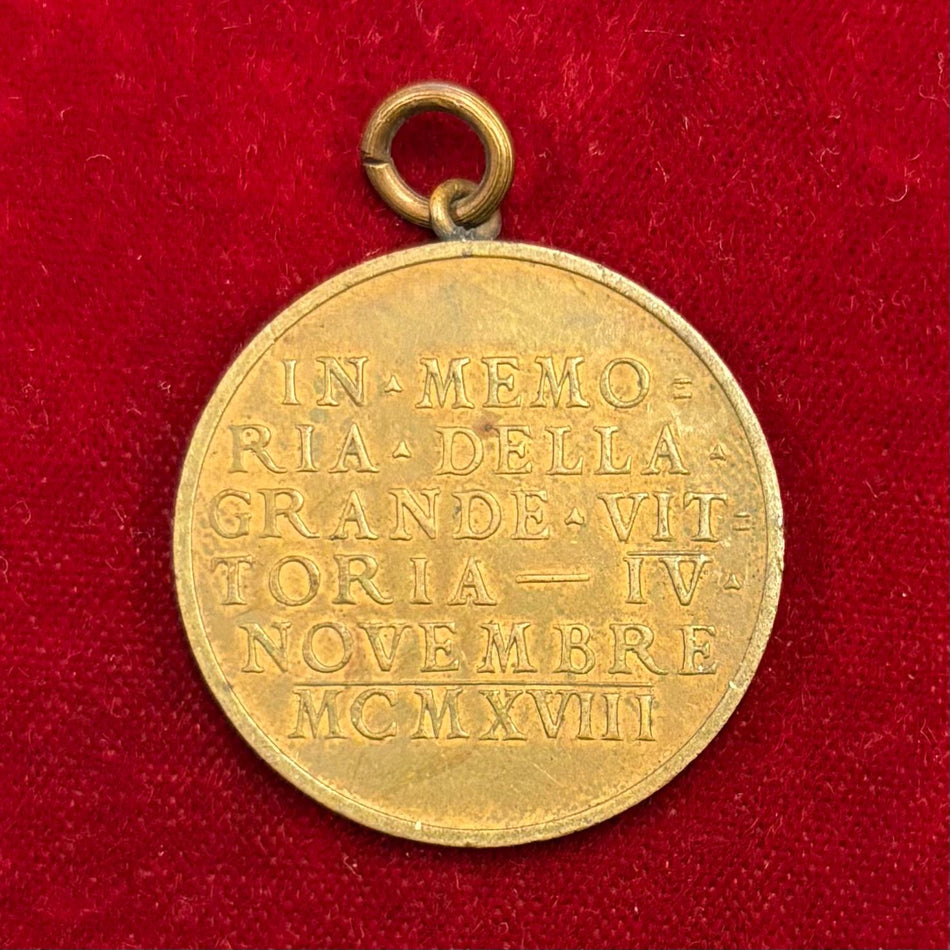 IN · MEMO=
RIA · DELLA ·
GRANDE · VIT=
TORIA — IV ·
NOVEMBRE
MCMXVIII